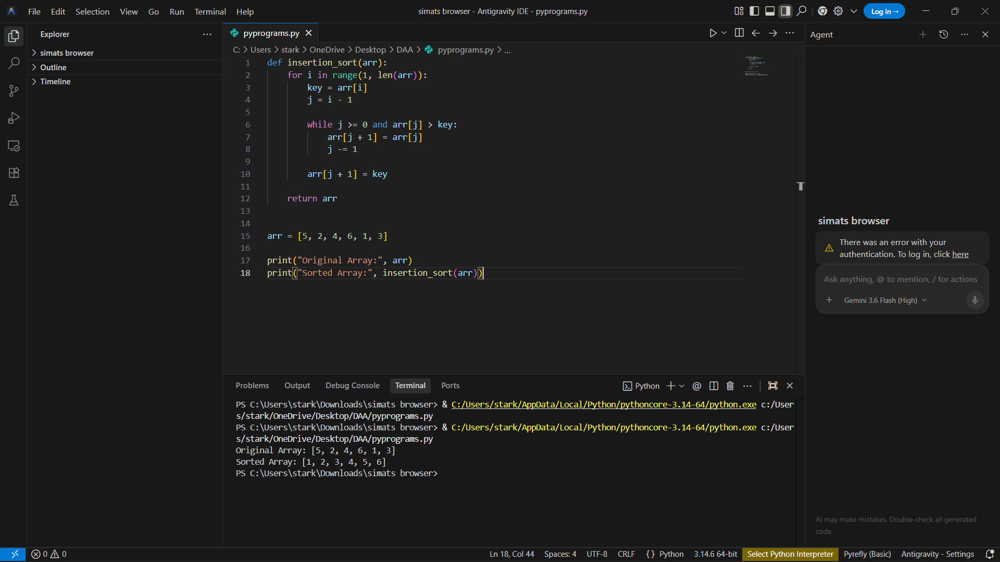 File Edit Selection View Go Run Terminal Help
simats browser - Antigravity IDE - pyprograms.py
Log in →
Explorer
simats browser
Outline
Timeline
pyprograms.py
C: > Users > stark > OneDrive > Desktop > DAA > pyprograms.py > ...
1 def insertion_sort(arr):
2     for i in range(1, len(arr)):
3         key = arr[i]
4         j = i - 1
5
6         while j >= 0 and arr[j] > key:
7             arr[j + 1] = arr[j]
8             j -= 1
9
10         arr[j + 1] = key
11
12     return arr
13
14
15 arr = [5, 2, 4, 6, 1, 3]
16
17 print("Original Array:", arr)
18 print("Sorted Array:", insertion_sort(arr))
Problems Output Debug Console Terminal Ports
Python
PS C:\Users\stark\Downloads\simats browser> & C:/Users/stark/AppData/Local/Python/pythoncore-3.14-64/python.exe c:/User
s/stark/OneDrive/Desktop/DAA/pyprograms.py
PS C:\Users\stark\Downloads\simats browser> & C:/Users/stark/AppData/Local/Python/pythoncore-3.14-64/python.exe c:/User
s/stark/OneDrive/Desktop/DAA/pyprograms.py
Original Array: [5, 2, 4, 6, 1, 3]
Sorted Array: [1, 2, 3, 4, 5, 6]
PS C:\Users\stark\Downloads\simats browser>
Agent
simats browser
There was an error with your
authentication. To log in, click here
Ask anything, @ to mention, / for actions
Gemini 3.6 Flash (High)
AI may make mistakes. Double-check all generated
code.
0 0
Ln 18, Col 44 Spaces: 4 UTF-8 CRLF {} Python 3.14.6 64-bit Select Python Interpreter Pyrefly (Basic) Antigravity - Settings